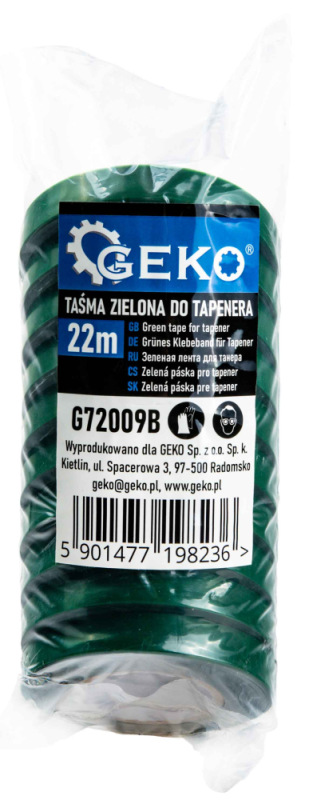 GEKO®
TAŚMA ZIELONA DO TAPENERA
22m
GB Green tape for tapener
DE Grünes Klebeband für Tapener
RU Зеленая лента для танера
CS Zelená páska pro tapener
SK Zelená páska pre tapener
G72009B
Wyprodukowano dla GEKO Sp. z o.o. Sp. k.
Kietlin, ul. Spacerowa 3, 97-500 Radomsko
geko@geko.pl, www.geko.pl
5 901477 198236 >